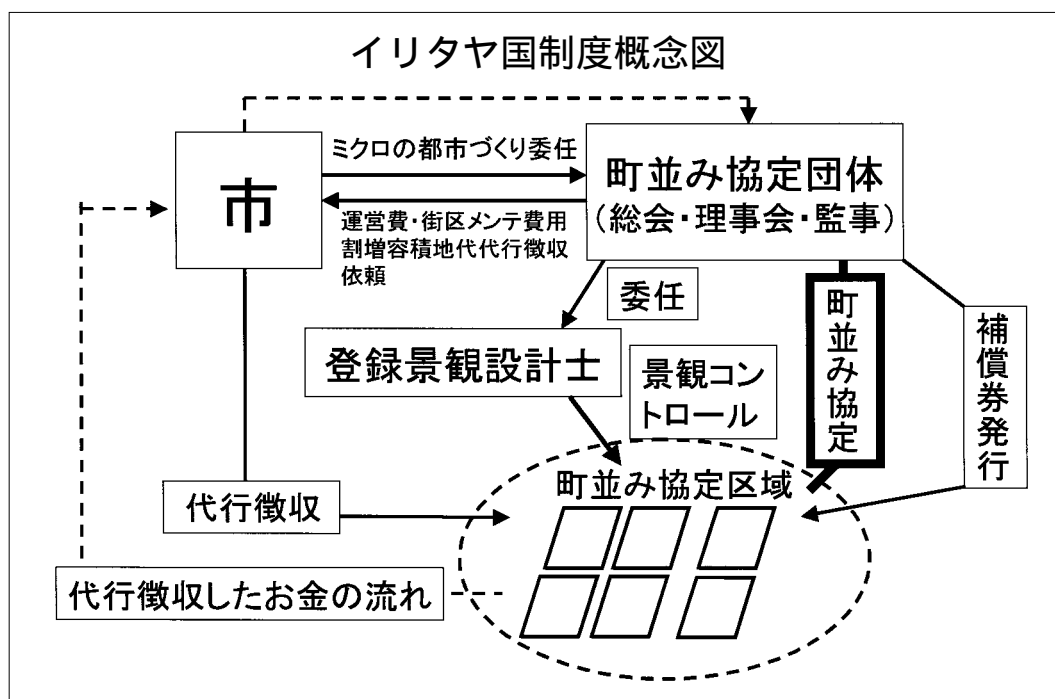 イリタヤ国制度概念図
市
ミクロの都市づくり委任
運営費・街区メンテ費用
割増容積地代代行徴収
依頼
町並み協定団体
（総会・理事会・監事）
委任
登録景観設計士
景観コン
トロール
町並み協定
補償券発行
町並み協定区域
代行徴収
代行徴収したお金の流れ